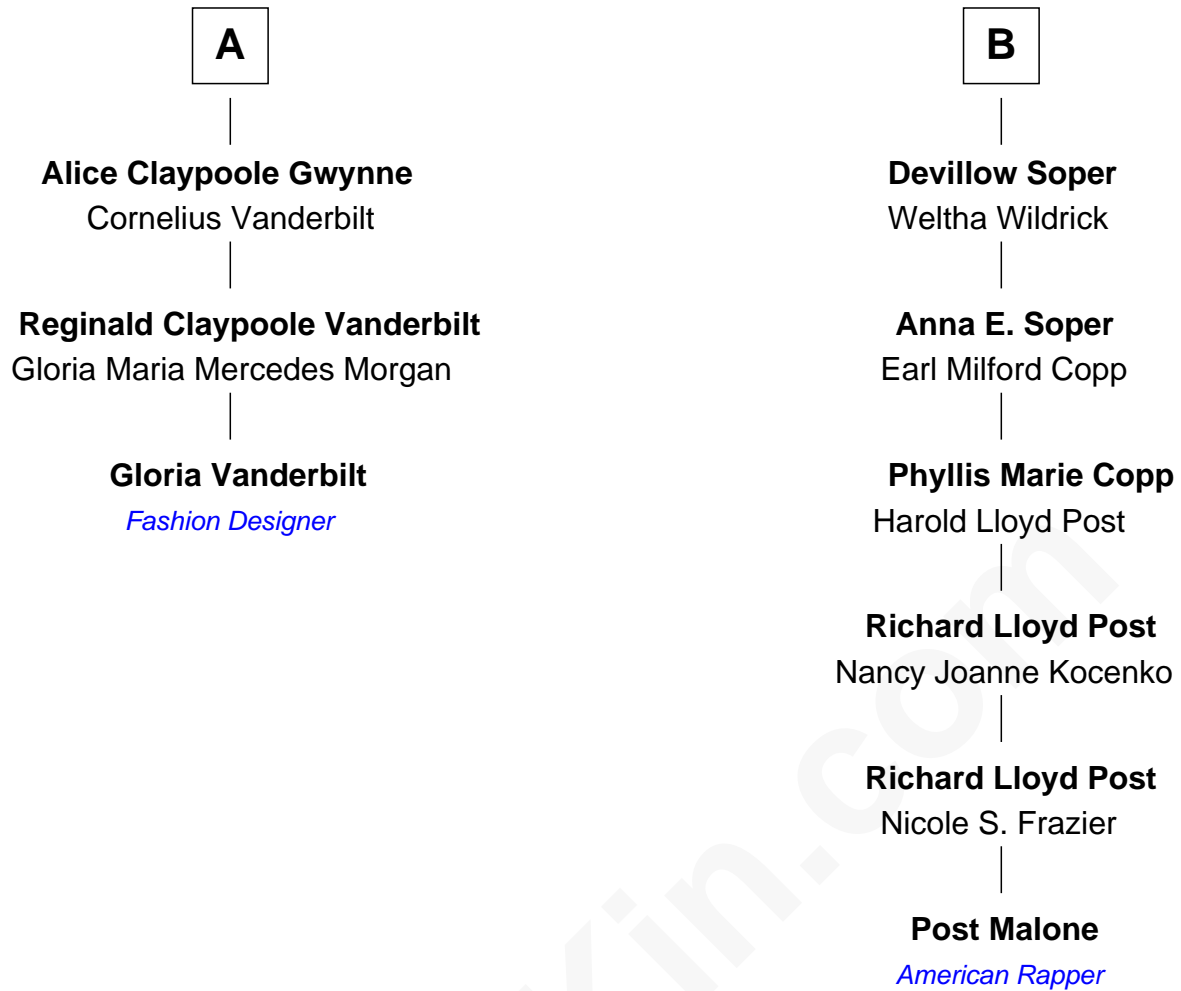 A
Alice Claypoole Gwynne
Cornelius Vanderbilt
Reginald Claypoole Vanderbilt
Gloria Maria Mercedes Morgan
Gloria Vanderbilt
Fashion Designer
B
Devillow Soper
Weltha Wildrick
Anna E. Soper
Earl Milford Copp
Phyllis Marie Copp
Harold Lloyd Post
Richard Lloyd Post
Nancy Joanne Kocenko
Richard Lloyd Post
Nicole S. Frazier
Post Malone
American Rapper